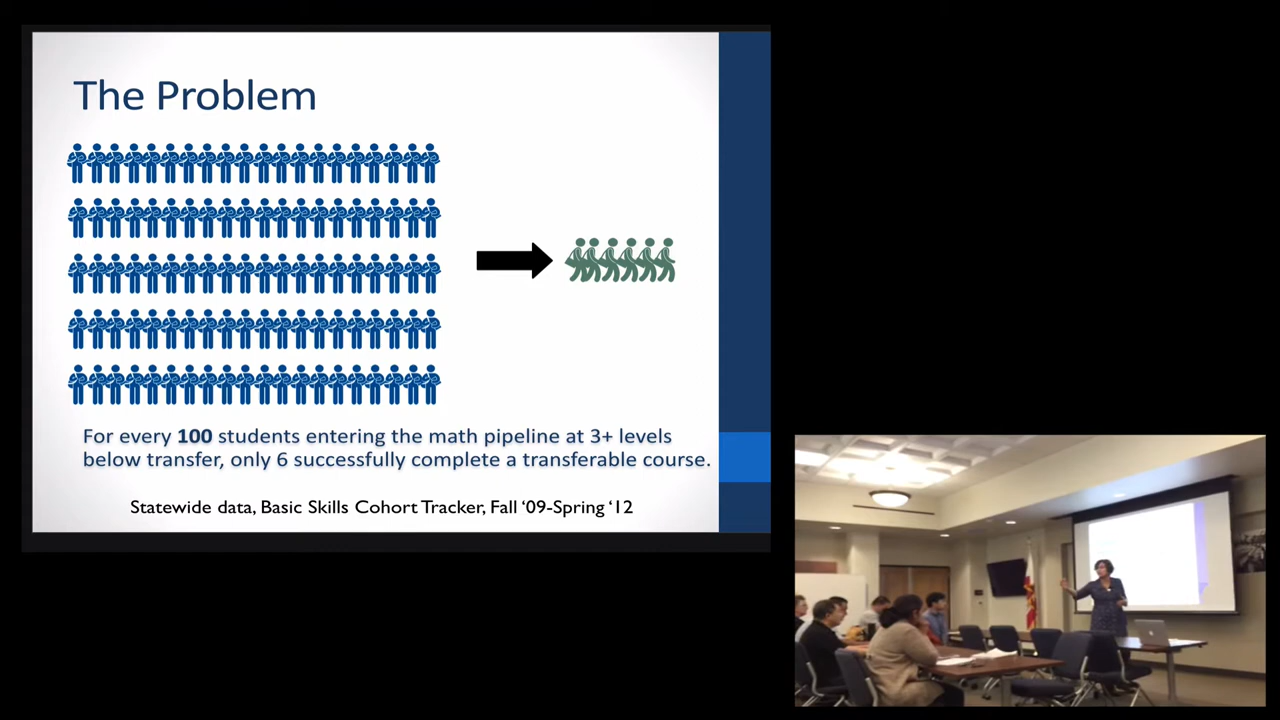 The Problem
For every 100 students entering the math pipeline at 3+ levels
below transfer, only 6 successfully complete a transferable course.
Statewide data, Basic Skills Cohort Tracker, Fall ‘09-Spring ‘12